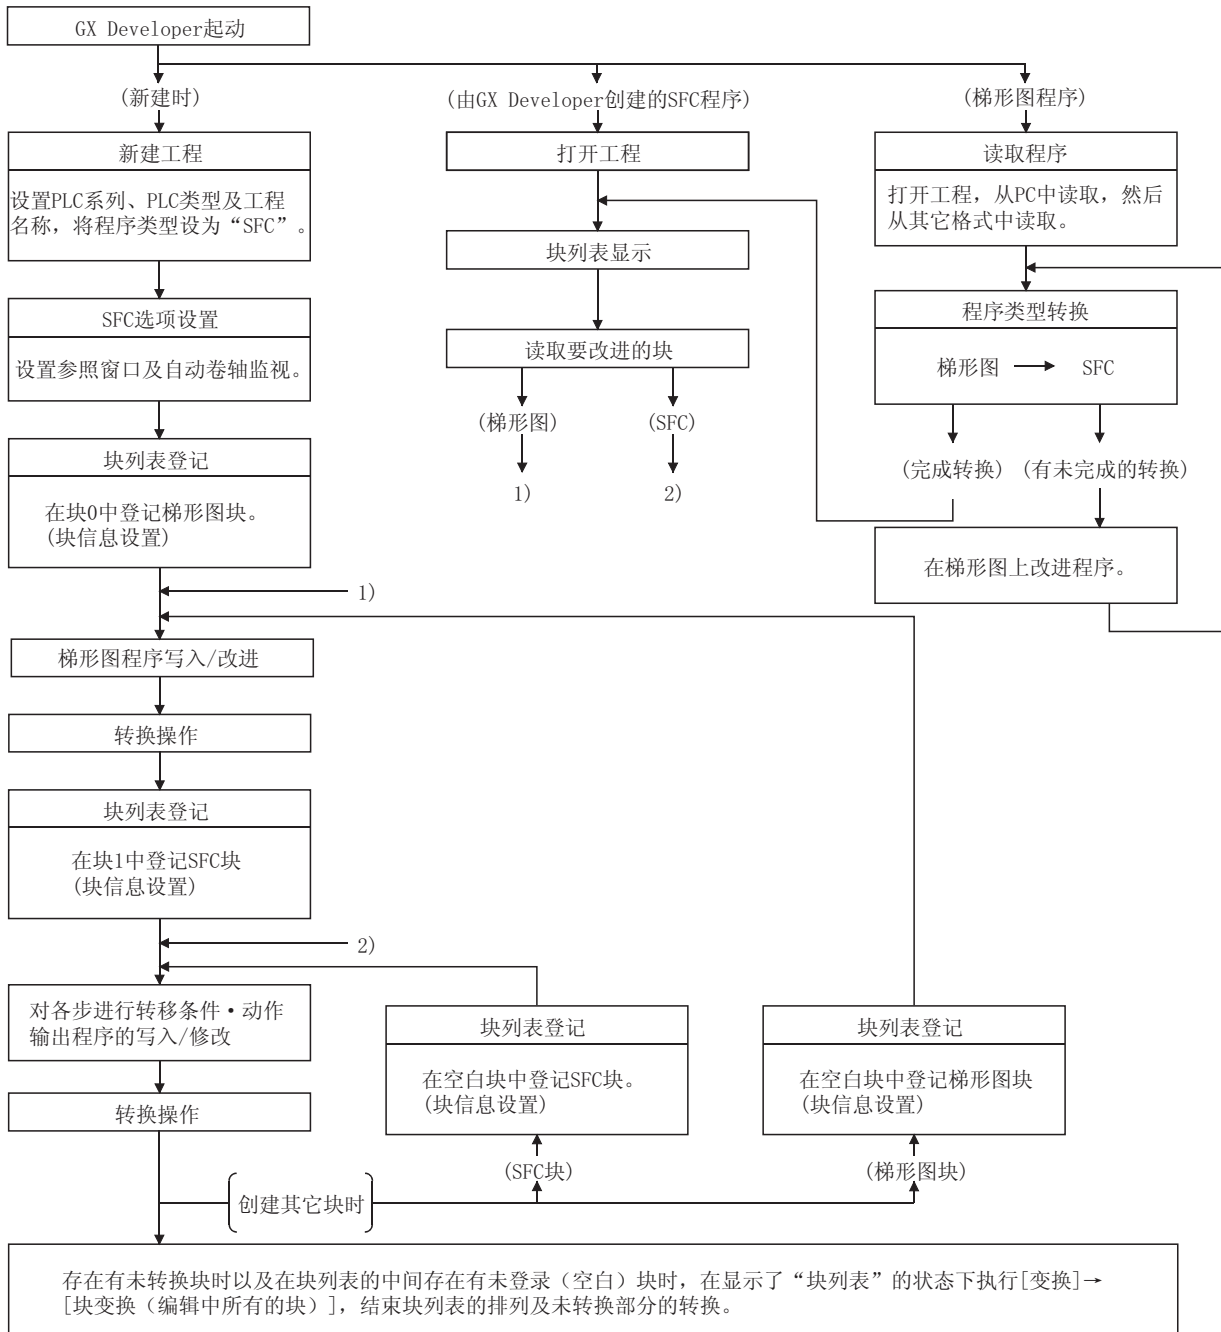 GX Developer起动
(新建时)
(由GX Developer创建的SFC程序)
(梯形图程序)
新建工程
设置PLC系列、PLC类型及工程
名称，将程序类型设为“SFC”。
SFC选项设置
设置参照窗口及自动卷轴监视。
块列表登记
在块0中登记梯形图块。
(块信息设置)
打开工程
块列表显示
读取要改进的块
(梯形图)
(SFC)
1)
2)
读取程序
打开工程，从PC中读取，然后
从其它格式中读取。
程序类型转换
梯形图 → SFC
(完成转换)
(有未完成的转换)
在梯形图上改进程序。
1)
梯形图程序写入/改进
转换操作
块列表登记
在块1中登记SFC块
(块信息设置)
2)
对各步进行转移条件·动作
输出程序的写入/修改
转换操作
块列表登记
在空白块中登记SFC块。
(块信息设置)
(SFC块)
块列表登记
在空白块中登记梯形图块
(块信息设置)
(梯形图块)
创建其它块时
存在有未转换块时以及在块列表的中间存在有未登录（空白）块时，在显示了“块列表”的状态下执行[变换]→
[块变换（编辑中所有的块）]，结束块列表的排列及未转换部分的转换。